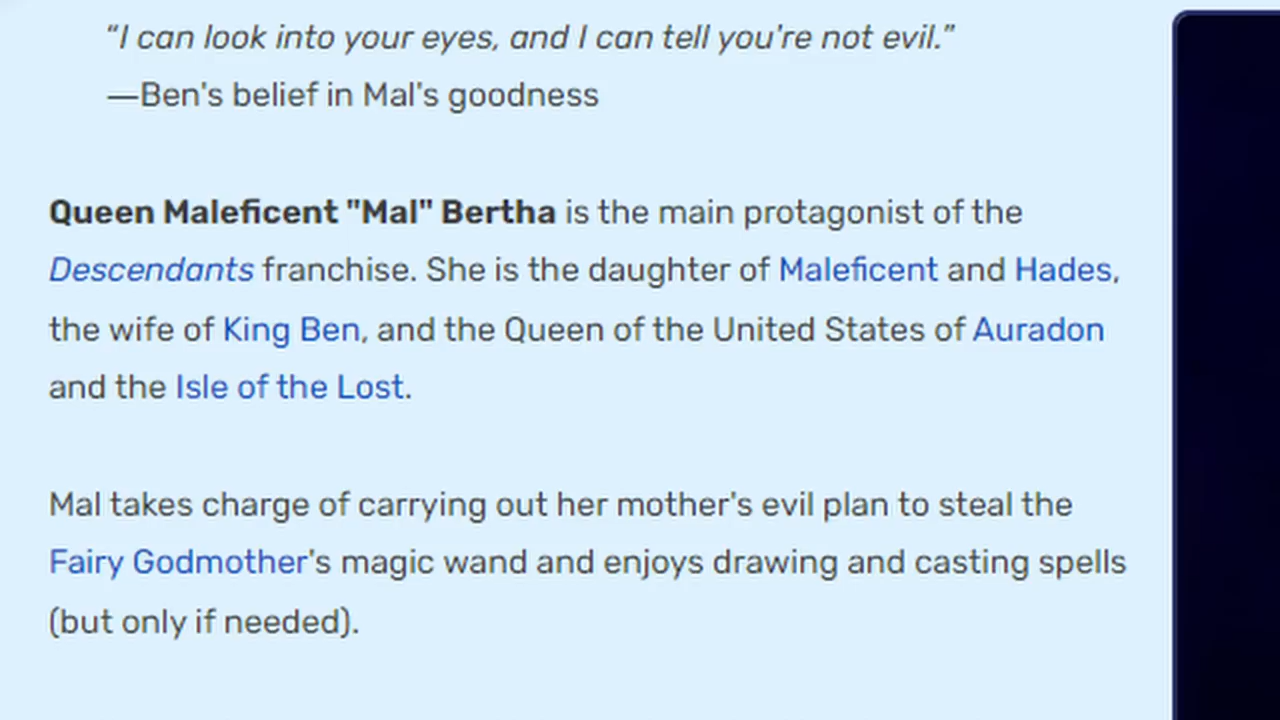 “I can look into your eyes, and I can tell you're not evil.”
—Ben's belief in Mal's goodness
Queen Maleficent "Mal" Bertha is the main protagonist of the
Descendants franchise. She is the daughter of Maleficent and Hades,
the wife of King Ben, and the Queen of the United States of Auradon
and the Isle of the Lost.
Mal takes charge of carrying out her mother's evil plan to steal the
Fairy Godmother's magic wand and enjoys drawing and casting spells
(but only if needed).